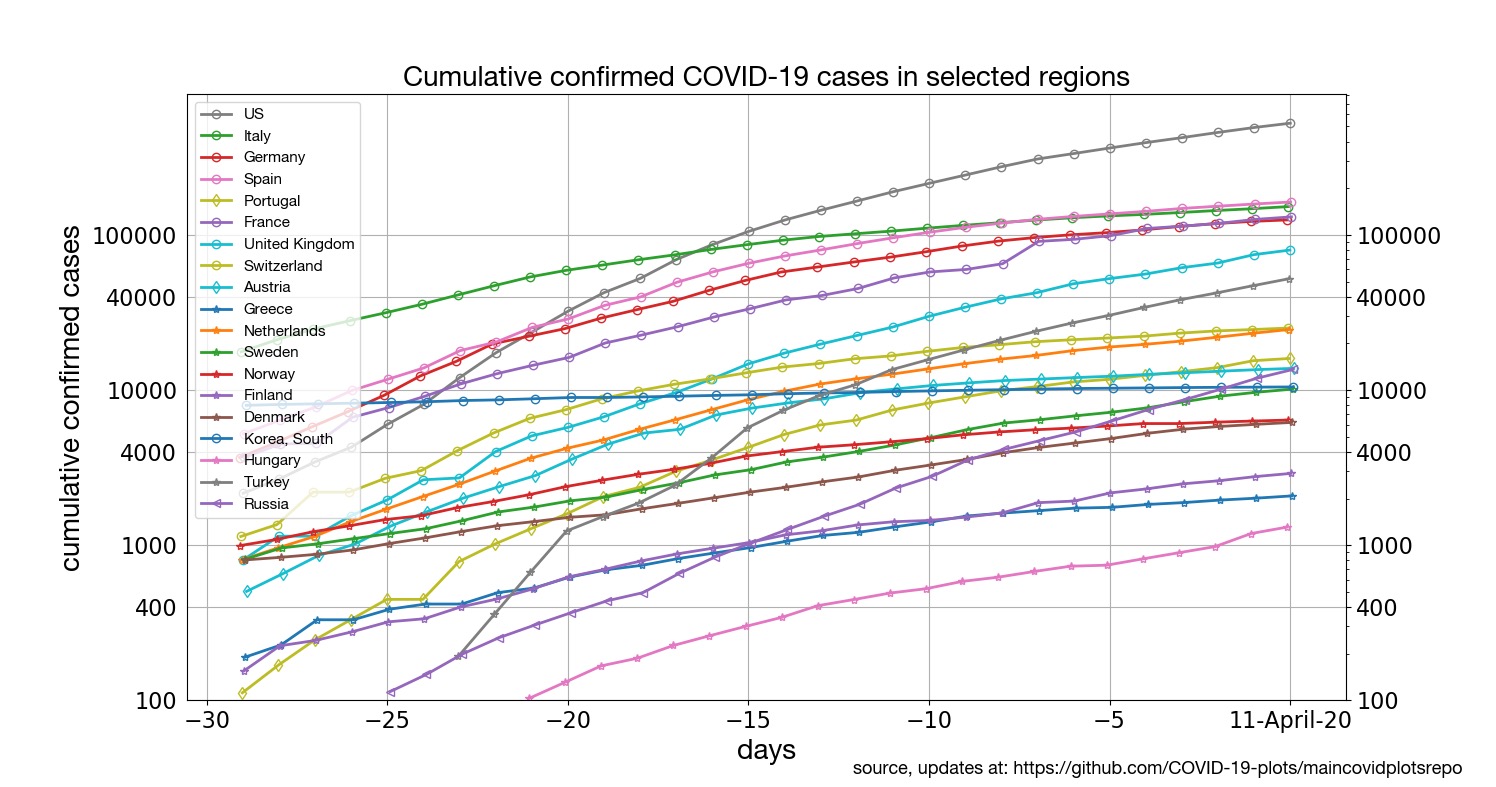 Cumulative confirmed COVID-19 cases in selected regions
cumulative confirmed cases
100000
40000
10000
4000
1000
400
100
US
Italy
Germany
Spain
Portugal
France
United Kingdom
Switzerland
Austria
Greece
Netherlands
Sweden
Norway
Finland
Denmark
Korea, South
Hungary
Turkey
Russia
100000
40000
10000
4000
1000
400
100
−30 −25 −20 −15 −10 −5 11-April-20
days
source, updates at: https://github.com/COVID-19-plots/maincovidplotsrepo